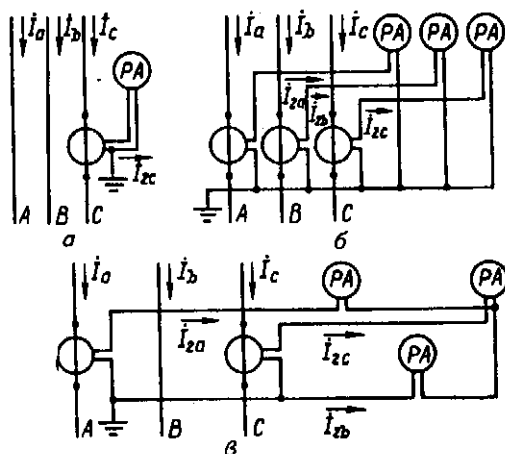 İa İb İc
PA
İ2c
A B C
а
İa İb İc PA PA PA
İ2a
İ2b
İ2c
A B C
б
İa İb İc PA PA
İ2a İ2c PA
İ2b
A B C
в